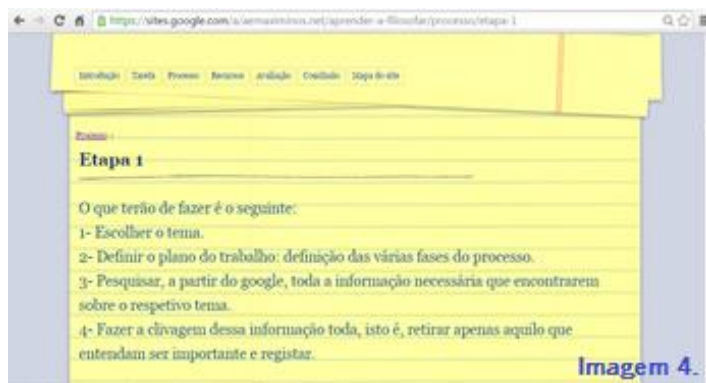 https://sites.google.com/a/aemaximinos.net/aprender-a-filosofar/processo/etapa-1
Introdução Tarefa Processo Recursos Avaliação Conclusão Mapa do site
Processo ›
Etapa 1
O que terão de fazer é o seguinte:
1- Escolher o tema.
2- Definir o plano do trabalho: definição das várias fases do processo.
3- Pesquisar, a partir do google, toda a informação necessária que encontrarem
sobre o respetivo tema.
4- Fazer a clivagem dessa informação toda, isto é, retirar apenas aquilo que
entendam ser importante e registar.
Imagem 4.